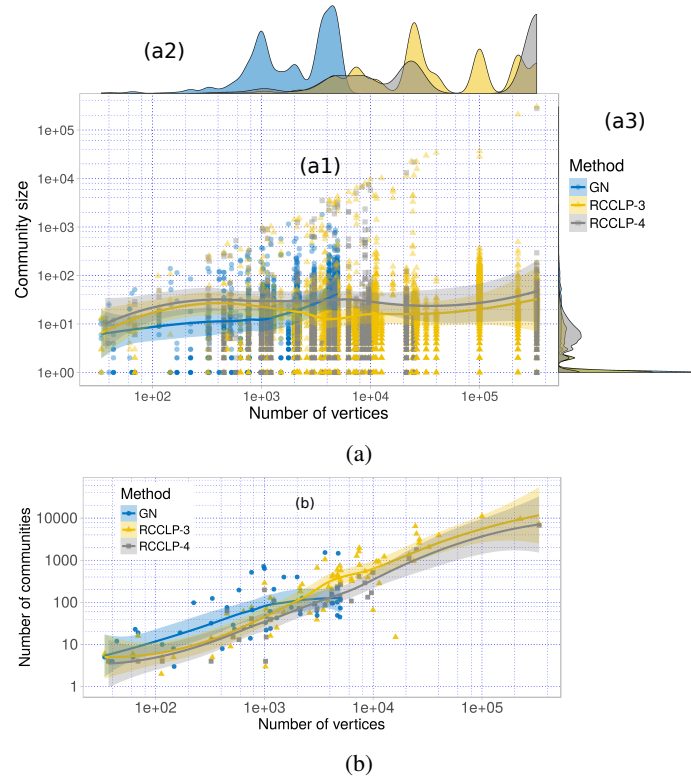 (a2)
(a3)
(a1)
Community size
1e+05
1e+04
1e+03
1e+02
1e+01
1e+00
1e+02
1e+03
1e+04
1e+05
Number of vertices
Method
GN
RCCLP-3
RCCLP-4
(a)
Number of communities
10000
1000
100
10
1
Method
GN
RCCLP-3
RCCLP-4
(b)
1e+02
1e+03
1e+04
1e+05
Number of vertices
(b)